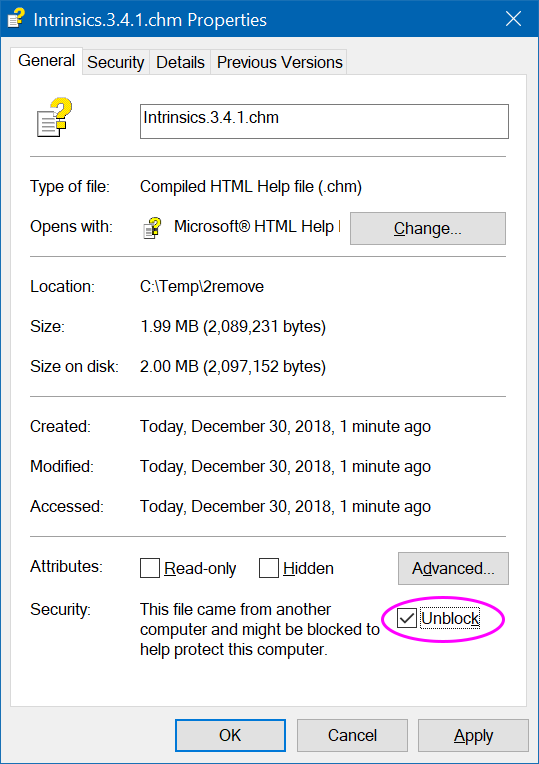 Intrinsics.3.4.1.chm Properties
General Security Details Previous Versions
Intrinsics.3.4.1.chm
Type of file: Compiled HTML Help file (.chm)
Opens with: Microsoft® HTML Help Change...
Location: C:\Temp\2remove
Size: 1.99 MB (2,089,231 bytes)
Size on disk: 2.00 MB (2,097,152 bytes)
Created: Today, December 30, 2018, 1 minute ago
Modified: Today, December 30, 2018, 1 minute ago
Accessed: Today, December 30, 2018, 1 minute ago
Attributes: Read-only Hidden Advanced...
Security: This file came from another
computer and might be blocked to
help protect this computer.
Unblock
OK Cancel Apply